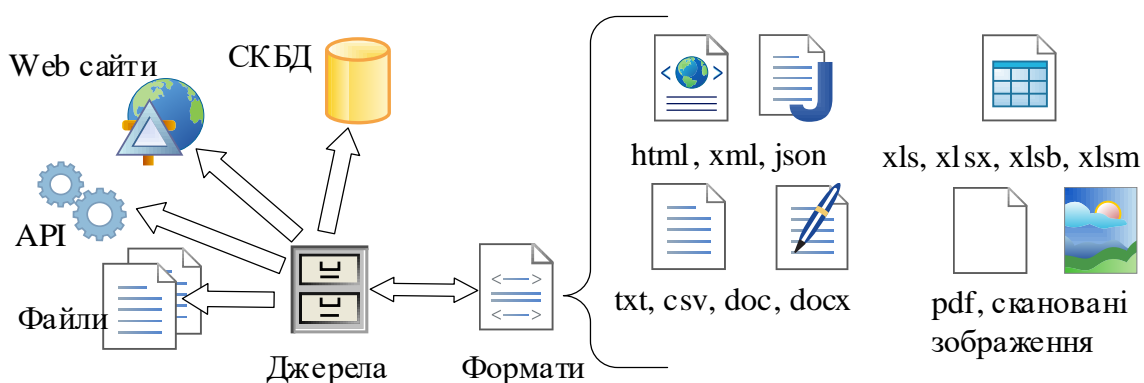 Web сайти
СКБД
API
Файли
Джерела
Формати
html, xml, json
xls, xlsx, xlsb, xlsm
txt, csv, doc, docx
pdf, скановані
зображення